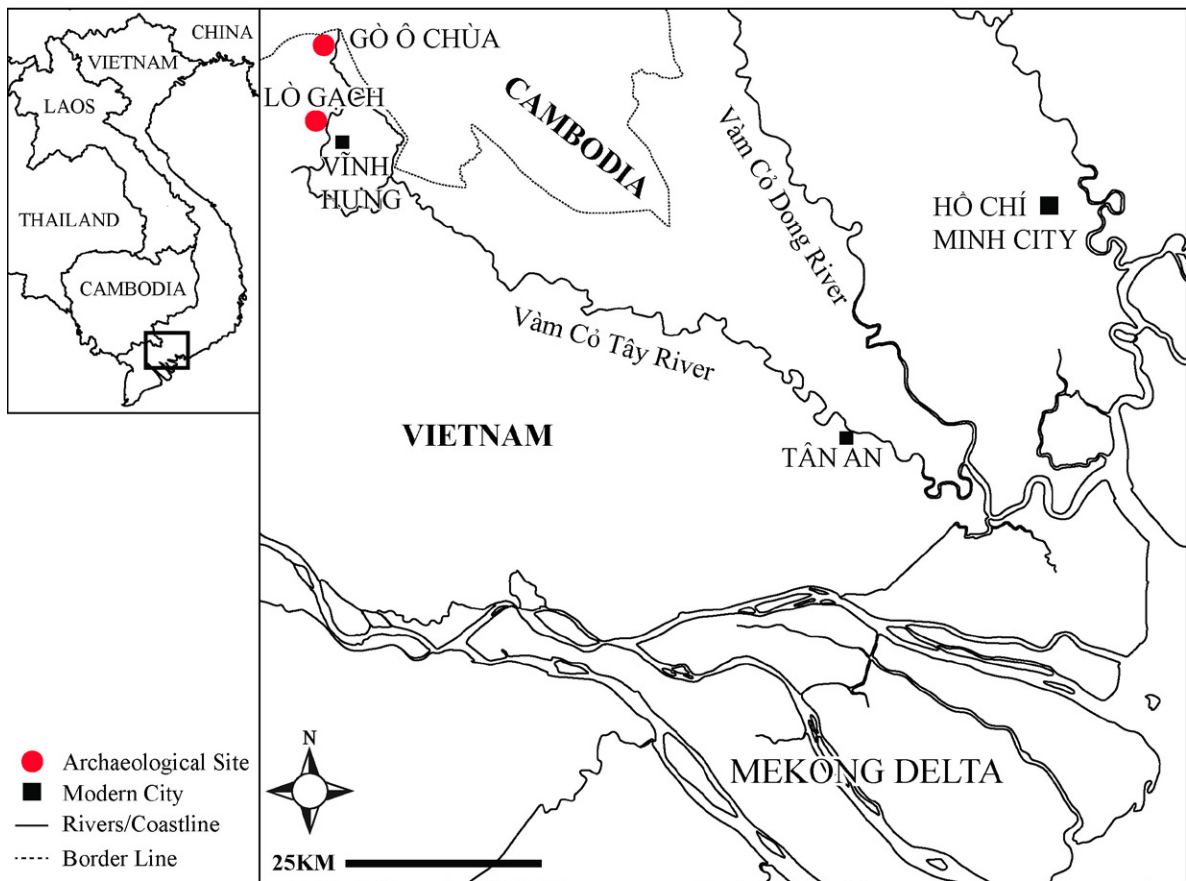 CHINA
VIETNAM
LAOS
THAILAND
CAMBODIA
GÒ Ô CHÙA
LÒ GẠCH
VĨNH
HƯNG
CAMBODIA
Vàm Cỏ Dong River
HỒ CHÍ
MINH CITY
Vàm Cỏ Tây River
VIETNAM
TÂN AN
MEKONG DELTA
N
25KM
Archaeological Site
Modern City
Rivers/Coastline
Border Line